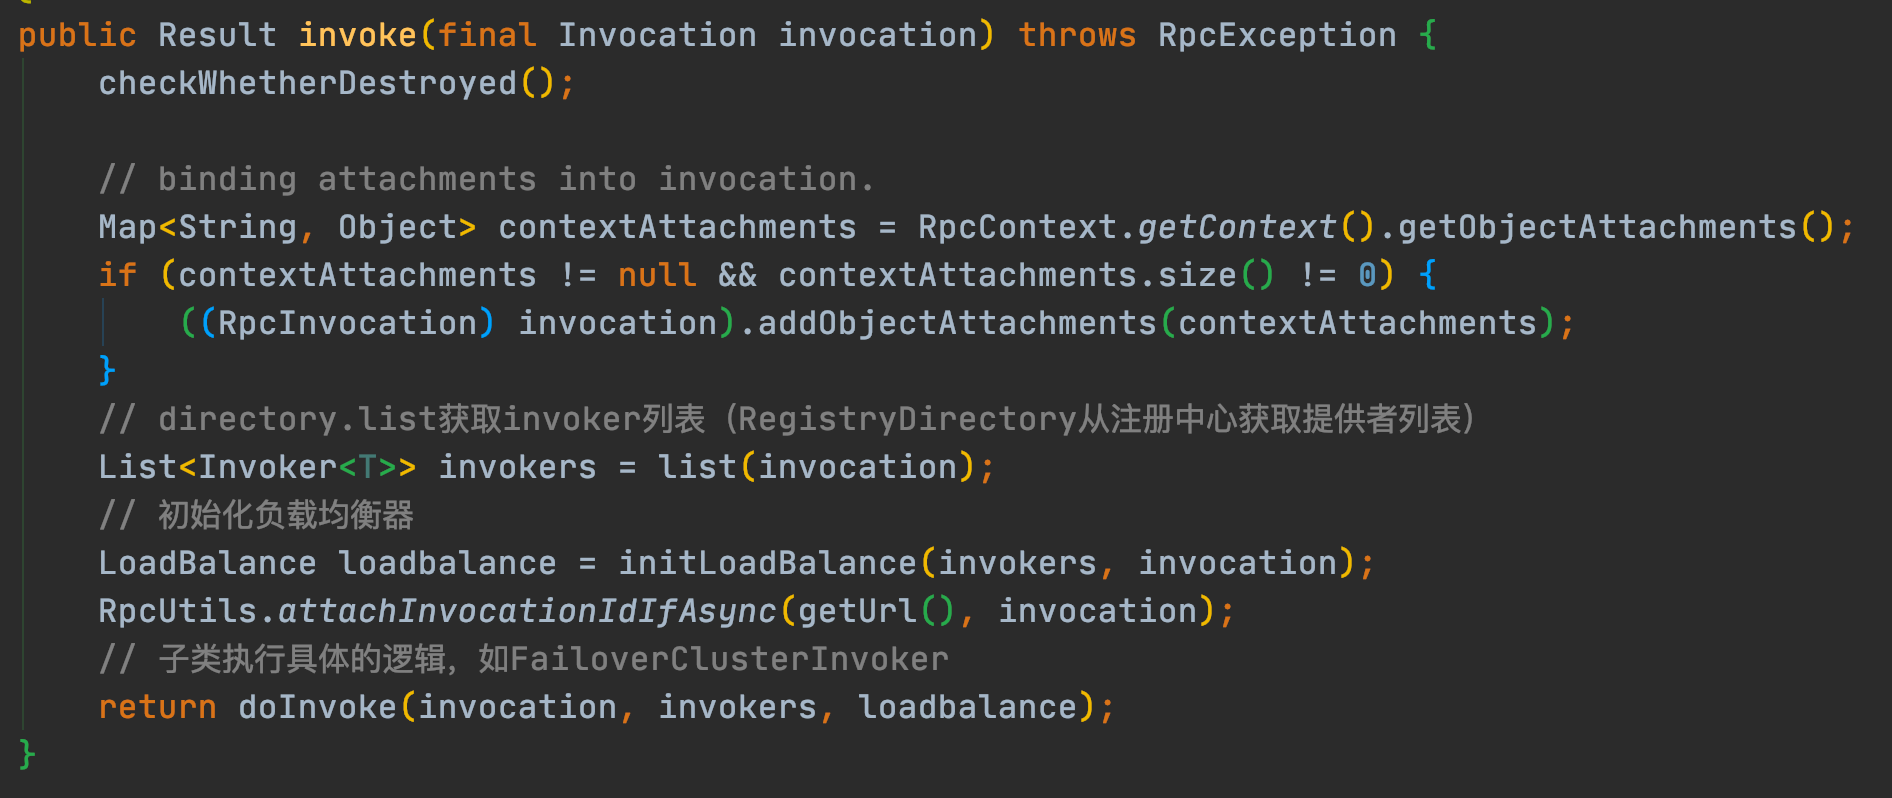 public Result invoke(final Invocation invocation) throws RpcException {
    checkWhetherDestroyed();

    // binding attachments into invocation.
    Map<String, Object> contextAttachments = RpcContext.getContext().getObjectAttachments();
    if (contextAttachments != null && contextAttachments.size() != 0) {
        ((RpcInvocation) invocation).addObjectAttachments(contextAttachments);
    }
    // directory.list获取invoker列表（RegistryDirectory从注册中心获取提供者列表）
    List<Invoker<T>> invokers = list(invocation);
    // 初始化负载均衡器
    LoadBalance loadbalance = initLoadBalance(invokers, invocation);
    RpcUtils.attachInvocationIdIfAsync(getUrl(), invocation);
    // 子类执行具体的逻辑，如FailoverClusterInvoker
    return doInvoke(invocation, invokers, loadbalance);
}